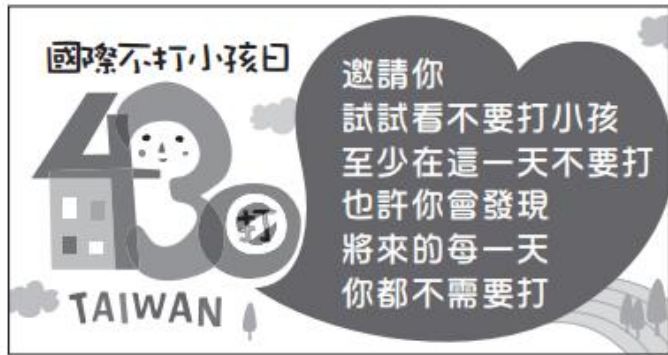 國際不打小孩日
430
打
TAIWAN
邀請你
試試看不要打小孩
至少在這一天不要打
也許你會發現
將來的每一天
你都不需要打